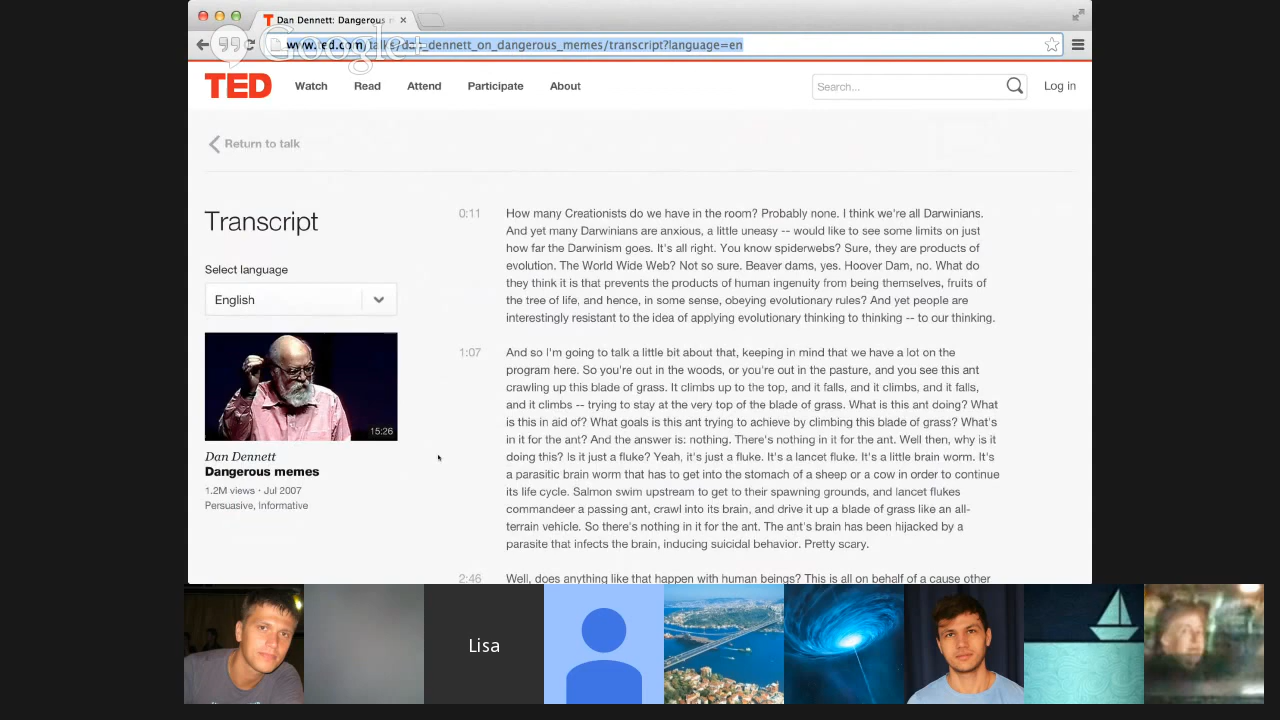 Dan Dennett: Dangerous
Google+
www.ted.com/talks/dan_dennett_on_dangerous_memes/transcript?language=en
TED
Watch
Read
Attend
Participate
About
Search...
Log in
Return to talk
Transcript
Select language
English
15:26
Dan Dennett
Dangerous memes
1.2M views · Jul 2007
Persuasive, Informative
0:11
How many Creationists do we have in the room? Probably none. I think we're all Darwinians.
And yet many Darwinians are anxious, a little uneasy -- would like to see some limits on just
how far the Darwinism goes. It's all right. You know spiderwebs? Sure, they are products of
evolution. The World Wide Web? Not so sure. Beaver dams, yes. Hoover Dam, no. What do
they think it is that prevents the products of human ingenuity from being themselves, fruits of
the tree of life, and hence, in some sense, obeying evolutionary rules? And yet people are
interestingly resistant to the idea of applying evolutionary thinking to thinking -- to our thinking.
1:07
And so I'm going to talk a little bit about that, keeping in mind that we have a lot on the
program here. So you're out in the woods, or you're out in the pasture, and you see this ant
crawling up this blade of grass. It climbs up to the top, and it falls, and it climbs, and it falls,
and it climbs -- trying to stay at the very top of the blade of grass. What is this ant doing? What
is this in aid of? What goals is this ant trying to achieve by climbing this blade of grass? What's
in it for the ant? And the answer is: nothing. There's nothing in it for the ant. Well then, why is it
doing this? Is it just a fluke? Yeah, it's just a fluke. It's a lancet fluke. It's a little brain worm. It's
a parasitic brain worm that has to get into the stomach of a sheep or a cow in order to continue
its life cycle. Salmon swim upstream to get to their spawning grounds, and lancet flukes
commandeer a passing ant, crawl into its brain, and drive it up a blade of grass like an all-
terrain vehicle. So there's nothing in it for the ant. The ant's brain has been hijacked by a
parasite that infects the brain, inducing suicidal behavior. Pretty scary.
2:46
Well, does anything like that happen with human beings? This is all on behalf of a cause other
Lisa